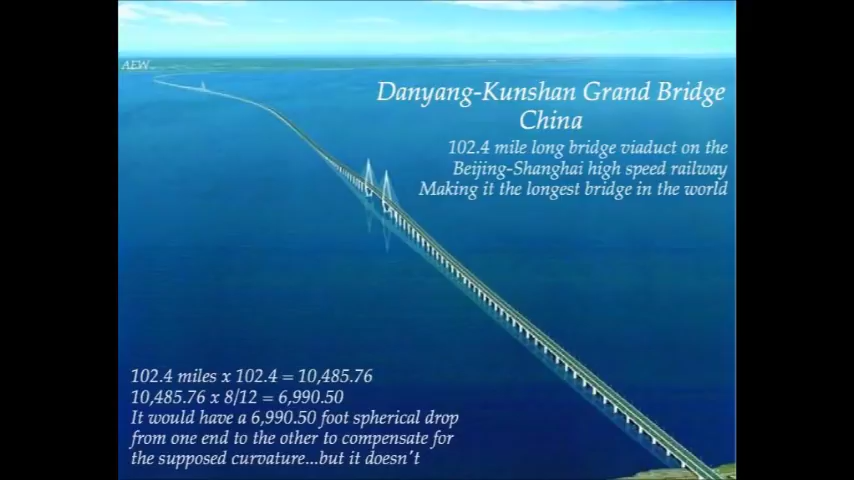 AEW
Danyang-Kunshan Grand Bridge
China
102.4 mile long bridge viaduct on the
Beijing-Shanghai high speed railway
Making it the longest bridge in the world
102.4 miles x 102.4 = 10,485.76
10,485.76 x 8/12 = 6,990.50
It would have a 6,990.50 foot spherical drop
from one end to the other to compensate for
the supposed curvature...but it doesn't